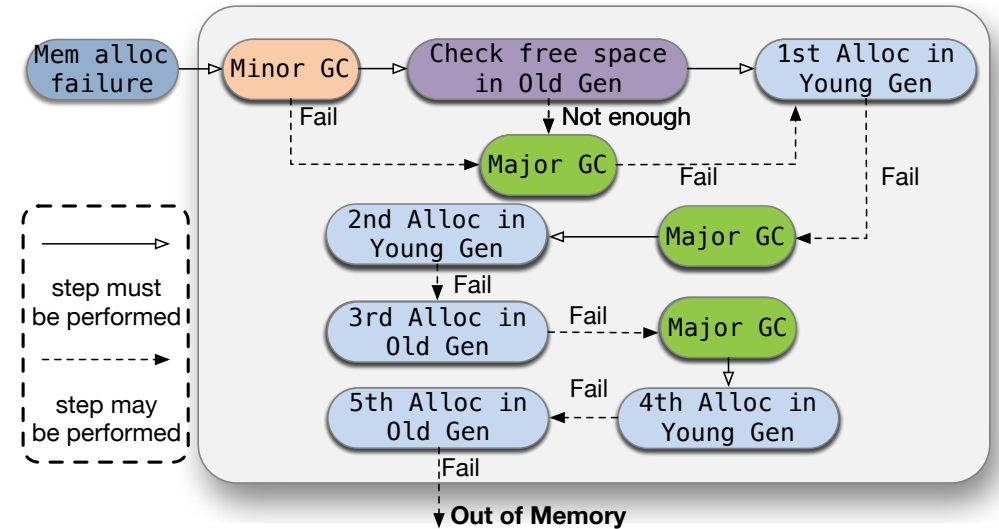 Mem alloc
failure
Minor GC
Check free space
in Old Gen
1st Alloc in
Young Gen
Fail
Not enough
Major GC
Fail
Fail
2nd Alloc in
Young Gen
Major GC
Fail
3rd Alloc in
Old Gen
Fail
Major GC
5th Alloc in
Old Gen
Fail
4th Alloc in
Young Gen
Fail
Out of Memory
step must
be performed
step may
be performed